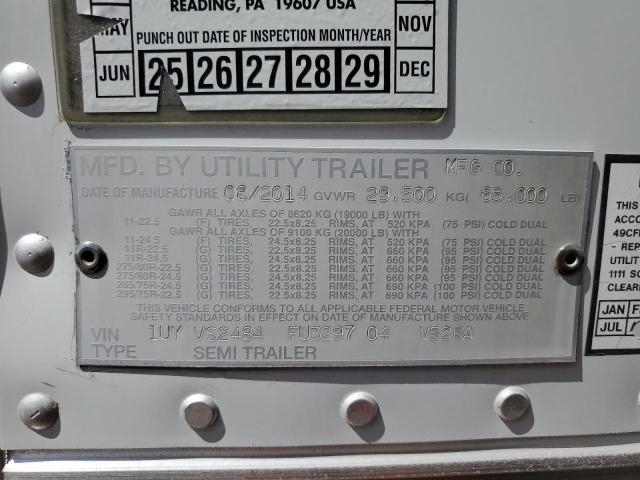 READING, PA 19607 USA
MAY
NOV
PUNCH OUT DATE OF INSPECTION MONTH/YEAR
JUN 25 26 27 28 29 DEC
MFD. BY UTILITY TRAILER MFG CO.
DATE OF MANUFACTURE 08/2014 GVWR 29.500 KG( 65.000 LB)
GAWR ALL AXLES OF 8620 KG (19000 LB) WITH
11-22.5 (F) TIRES, 22.5x8.25 RIMS, AT 520 KPA (75 PSI) COLD DUAL
GAWR ALL AXLES OF 9100 KG (20000 LB) WITH
11-24.5 (F) TIRES, 24.5x8.25 RIMS, AT 520 KPA (75 PSI) COLD DUAL
11R-22.5 (G) TIRES, 22.5x8.25 RIMS, AT 660 KPA (95 PSI) COLD DUAL
11R-24.5 (G) TIRES, 24.5x8.25 RIMS, AT 660 KPA (95 PSI) COLD DUAL
275/80R-22.5 (G) TIRES, 22.5x8.25 RIMS, AT 660 KPA (95 PSI) COLD DUAL
275/80R-24.5 (G) TIRES, 24.5x8.25 RIMS, AT 660 KPA (95 PSI) COLD DUAL
285/75R-24.5 (G) TIRES, 24.5x8.25 RIMS, AT 690 KPA (100 PSI) COLD DUAL
295/75R-22.5 (G) TIRES, 22.5x8.25 RIMS, AT 690 KPA (100 PSI) COLD DUAL
THIS VEHICLE CONFORMS TO ALL APPLICABLE FEDERAL MOTOR VEHICLE
SAFETY STANDARDS IN EFFECT ON DATE OF MANUFACTURE SHOWN ABOVE
VIN 1UY VS2484 FU3297 04 VS2RA
TYPE SEMI TRAILER
THIS
ACCO
49CF
- REP
UTILIT
1111 SC
CLEAR
JAN F
JUL